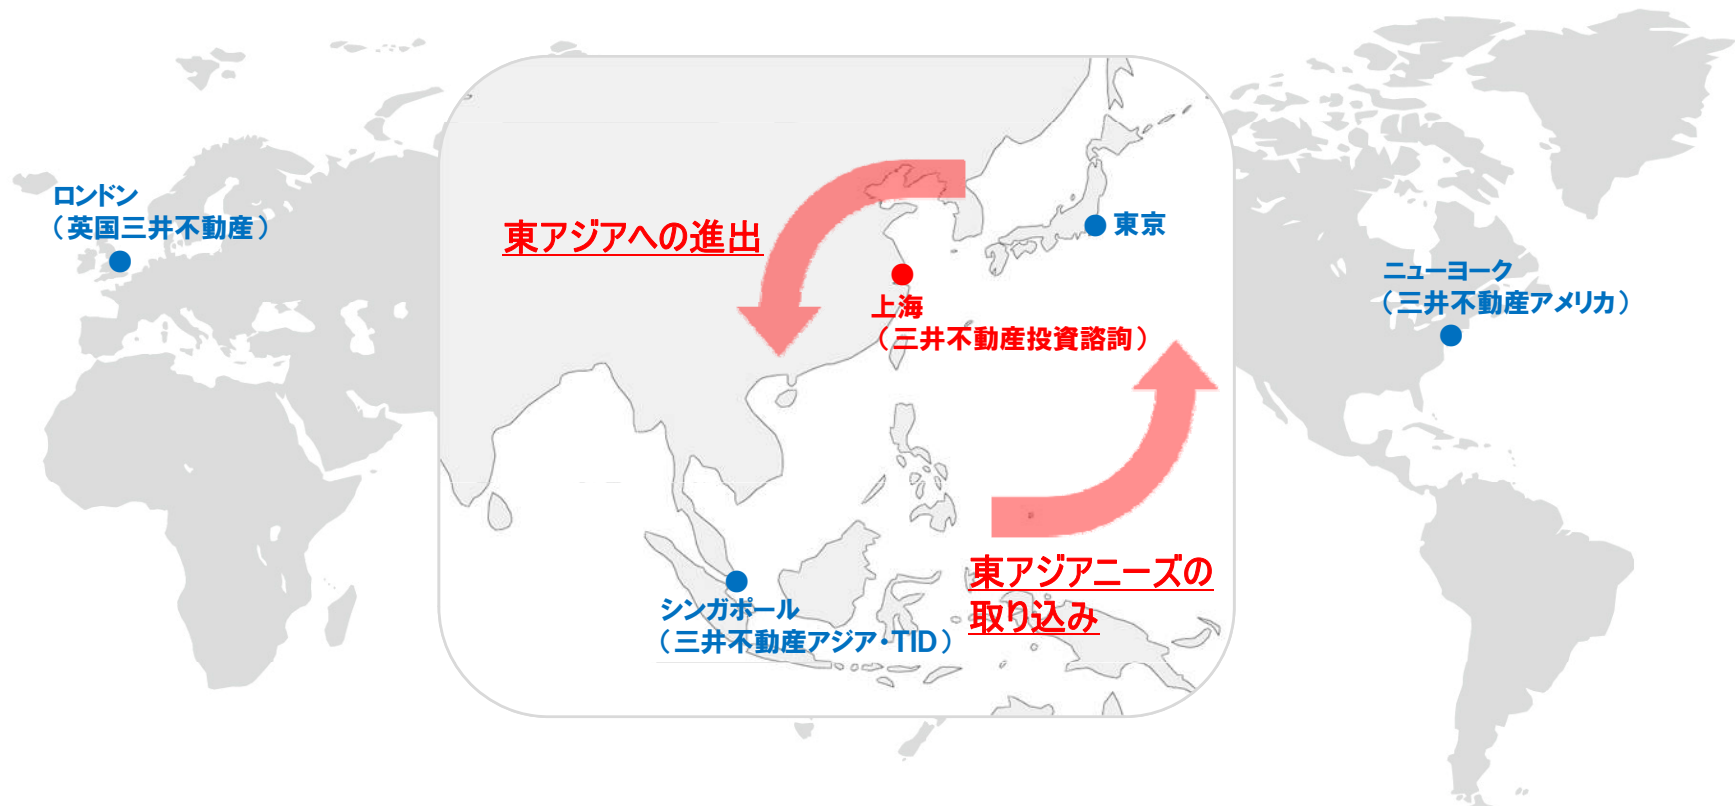 ロンドン
（英国三井不動産）
東アジアへの進出
東京
上海
（三井不動産投資諮詢）
ニューヨーク
（三井不動産アメリカ）
東アジアニーズの
取り込み
シンガポール
（三井不動産アジア・TID）